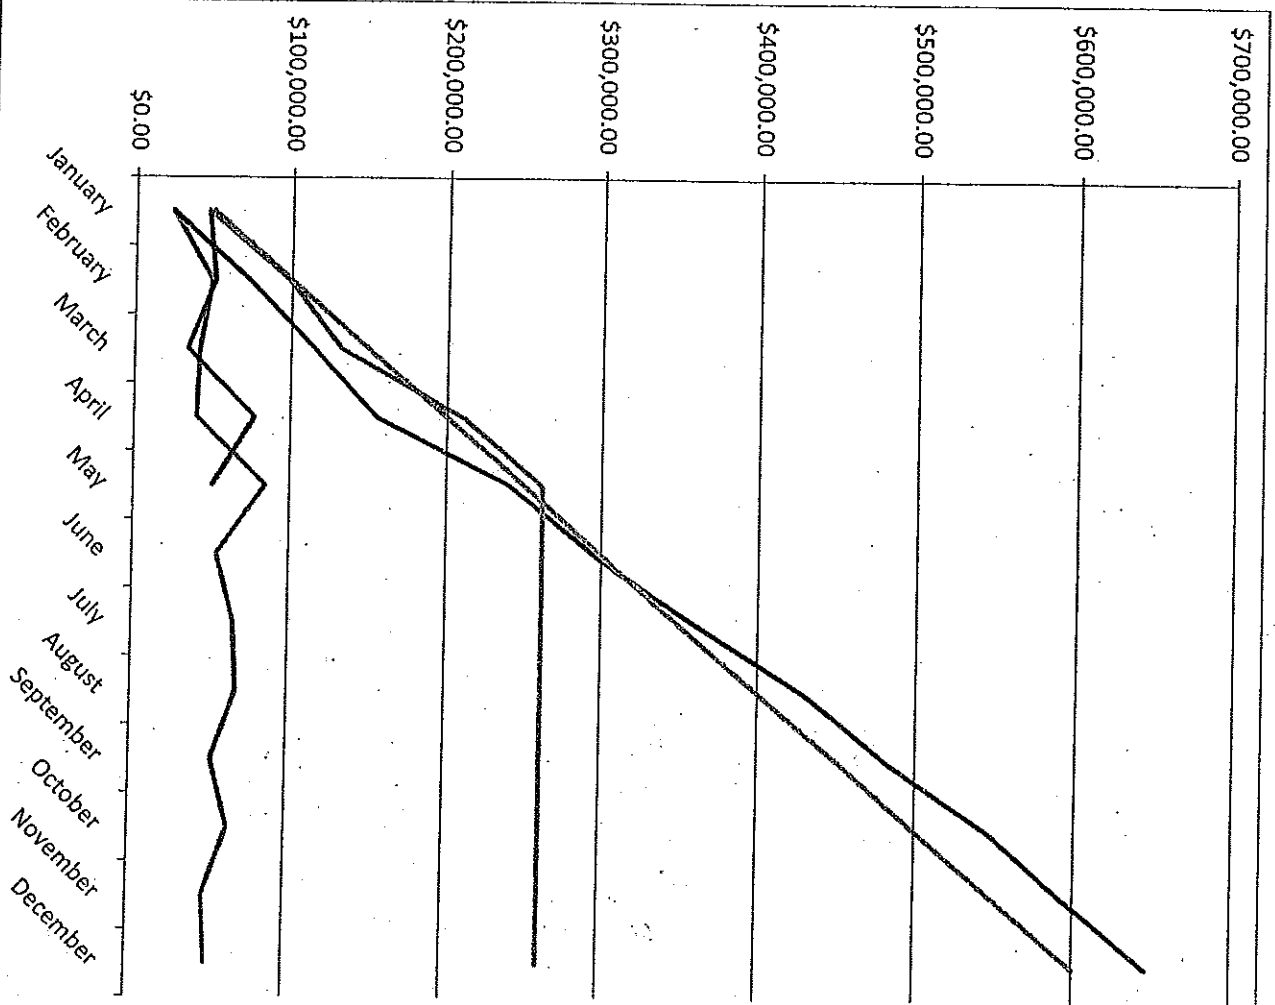 $700,000.00
$600,000.00
$500,000.00
$400,000.00
$300,000.00
$200,000.00
$100,000.00
$0.00
January
February
March
April
May
June
July
August
September
October
November
December